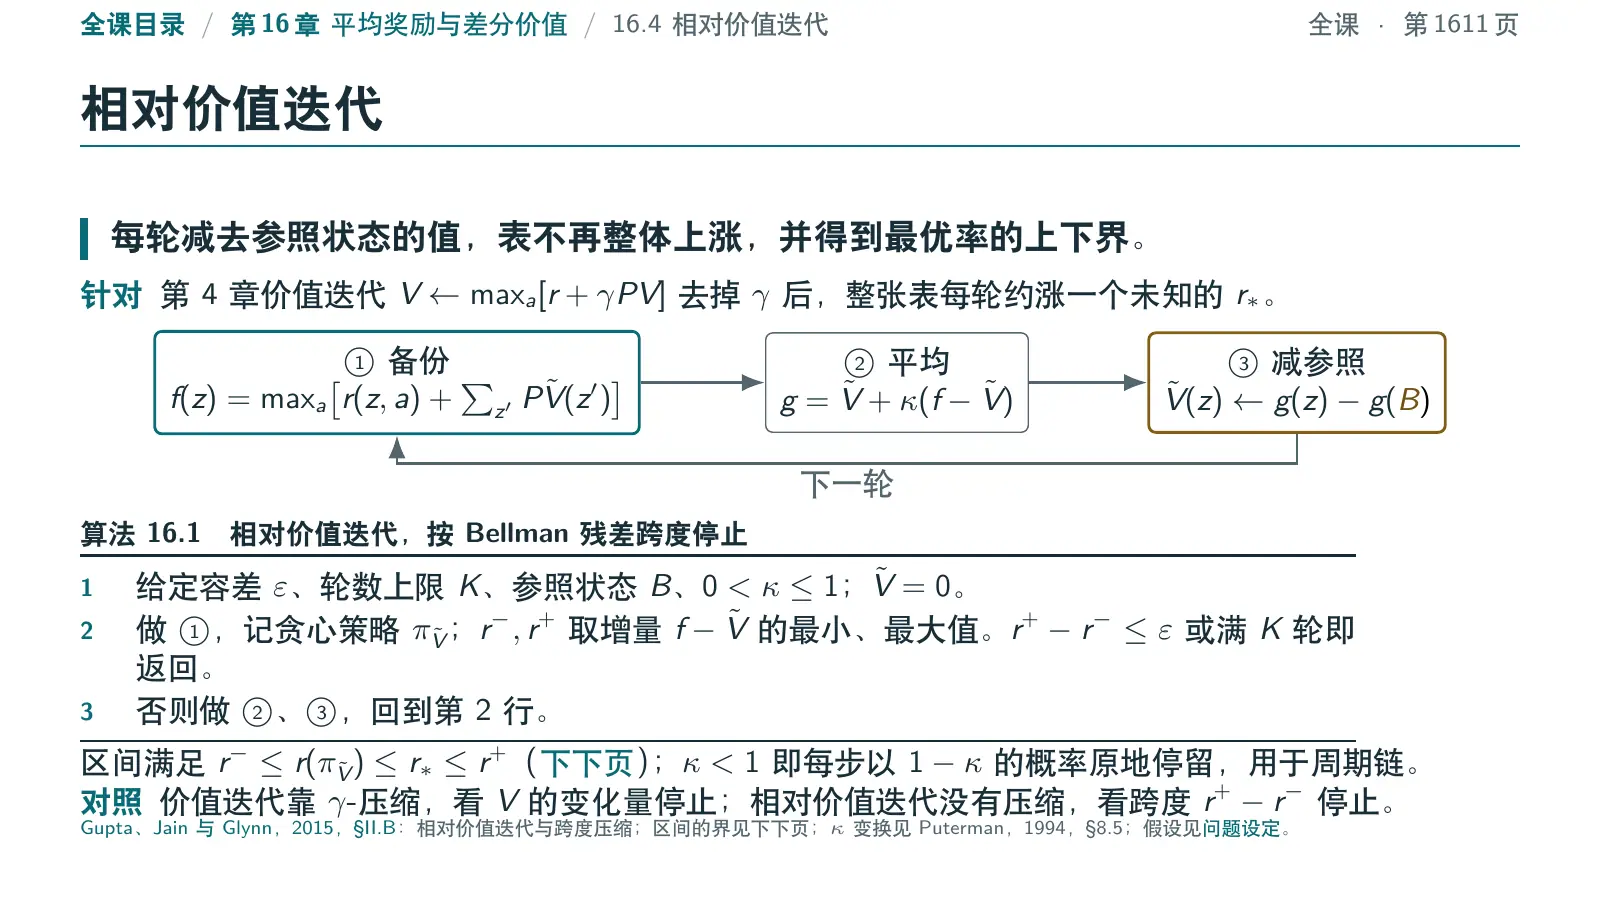 全课目录 / 第16章 平均奖励与差分价值 / 16.4 相对价值迭代
全课 · 第1611页
相对价值迭代
每轮减去参照状态的值，表不再整体上涨，并得到最优率的上下界。
针对 第 4 章价值迭代 V ← maxₐ[r + γPV] 去掉 γ 后，整张表每轮约涨一个未知的 r∗。
① 备份
f(z) = maxₐ[r(z, a) + ∑_{z′} PṼ(z′)]
② 平均
g = Ṽ + κ(f − Ṽ)
③ 减参照
Ṽ(z) ← g(z) − g(B)
下一轮
算法 16.1 相对价值迭代，按 Bellman 残差跨度停止
1 给定容差 ε、轮数上限 K、参照状态 B、0 < κ ≤ 1；Ṽ = 0。
2 做 ①，记贪心策略 π_Ṽ；r⁻, r⁺ 取增量 f − Ṽ 的最小、最大值。r⁺ − r⁻ ≤ ε 或满 K 轮即
返回。
3 否则做 ②、③，回到第 2 行。
区间满足 r⁻ ≤ r(π_Ṽ) ≤ r∗ ≤ r⁺（下下页）；κ < 1 即每步以 1 − κ 的概率原地停留，用于周期链。
对照 价值迭代靠 γ-压缩，看 V 的变化量停止；相对价值迭代没有压缩，看跨度 r⁺ − r⁻ 停止。
Gupta、Jain 与 Glynn，2015，§II.B：相对价值迭代与跨度压缩；区间的界见下下页；κ 变换见 Puterman，1994，§8.5；假设见问题设定。